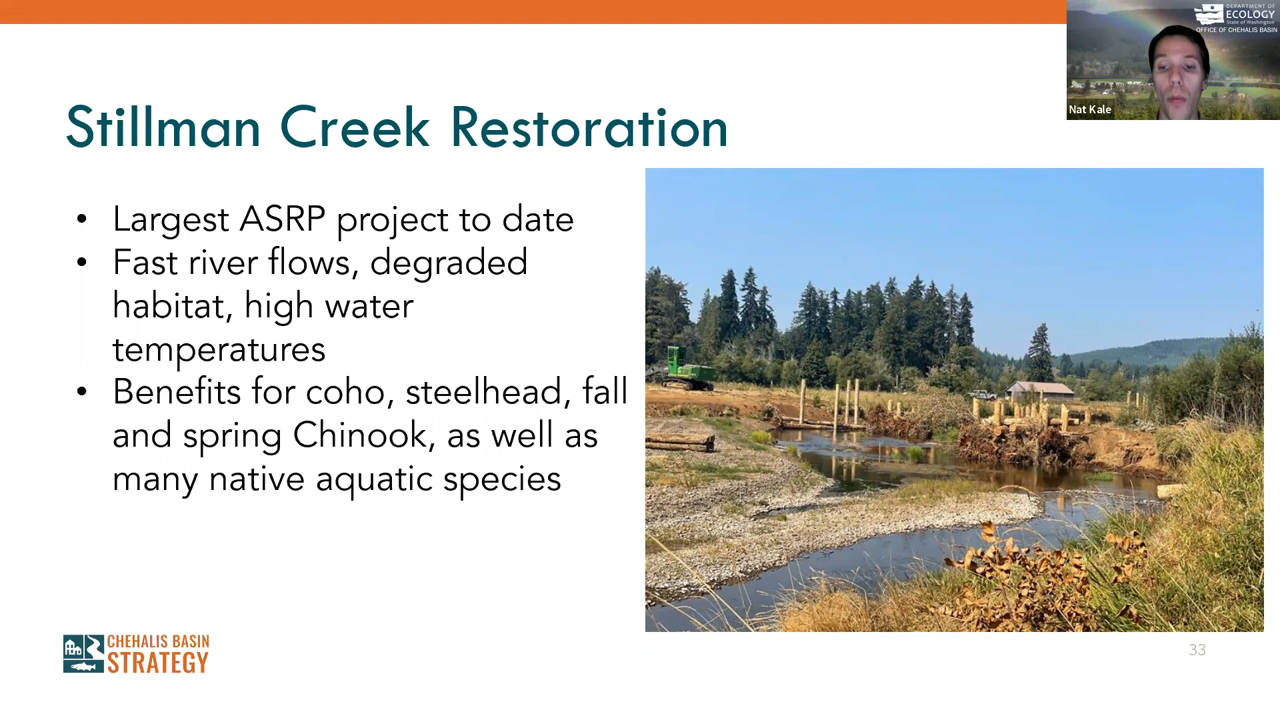 DEPARTMENT OF
ECOLOGY
State of Washington
OFFICE OF CHEHALIS BASIN
Nat Kale
Stillman Creek Restoration
• Largest ASRP project to date
• Fast river flows, degraded
habitat, high water
temperatures
• Benefits for coho, steelhead, fall
and spring Chinook, as well as
many native aquatic species
CHEHALIS BASIN
STRATEGY
33